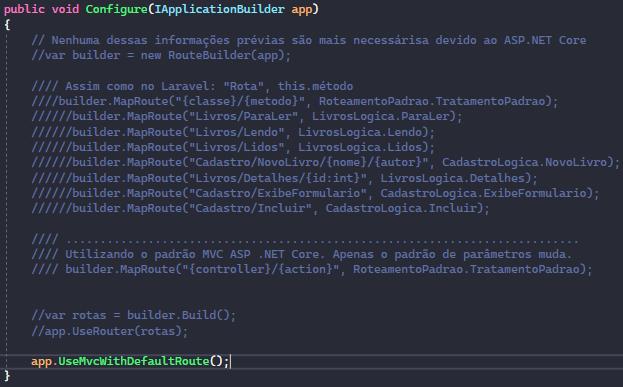 public void Configure(IApplicationBuilder app)
{
// Nenhuma dessas informações prévias são mais necessárisa devido ao ASP.NET Core
//var builder = new RouteBuilder(app);
//// Assim como no Laravel: "Rota", this.método
////builder.MapRoute("{classe}/{metodo}", RoteamentoPadrao.TratamentoPadrao);
//////builder.MapRoute("Livros/ParaLer", LivrosLogica.ParaLer);
//////builder.MapRoute("Livros/Lendo", LivrosLogica.Lendo);
//////builder.MapRoute("Livros/Lidos", LivrosLogica.Lidos);
//////builder.MapRoute("Cadastro/NovoLivro/{nome}/{autor}", CadastroLogica.NovoLivro);
//////builder.MapRoute("Livros/Detalhes/{id:int}", LivrosLogica.Detalhes);
//////builder.MapRoute("Cadastro/ExibeFormulario", CadastroLogica.ExibeFormulario);
//////builder.MapRoute("Cadastro/Incluir", CadastroLogica.Incluir);
//// ...........................................................................
//// Utilizando o padrão MVC ASP .NET Core. Apenas o padrão de parâmetros muda.
//// builder.MapRoute("{controller}/{action}", RoteamentoPadrao.TratamentoPadrao);
//var rotas = builder.Build();
//app.UseRouter(rotas);
app.UseMvcWithDefaultRoute();
}